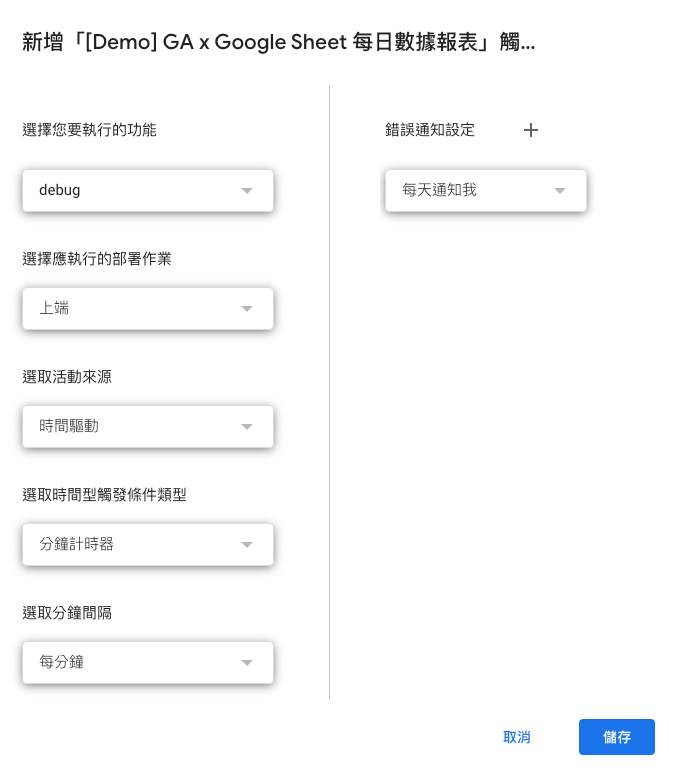 新增「[Demo] GA x Google Sheet 每日數據報表」觸...
選擇您要執行的功能
debug
選擇應執行的部署作業
上端
選取活動來源
時間驅動
選取時間型觸發條件類型
分鐘計時器
選取分鐘間隔
每分鐘
錯誤通知設定 +
每天通知我
取消
儲存